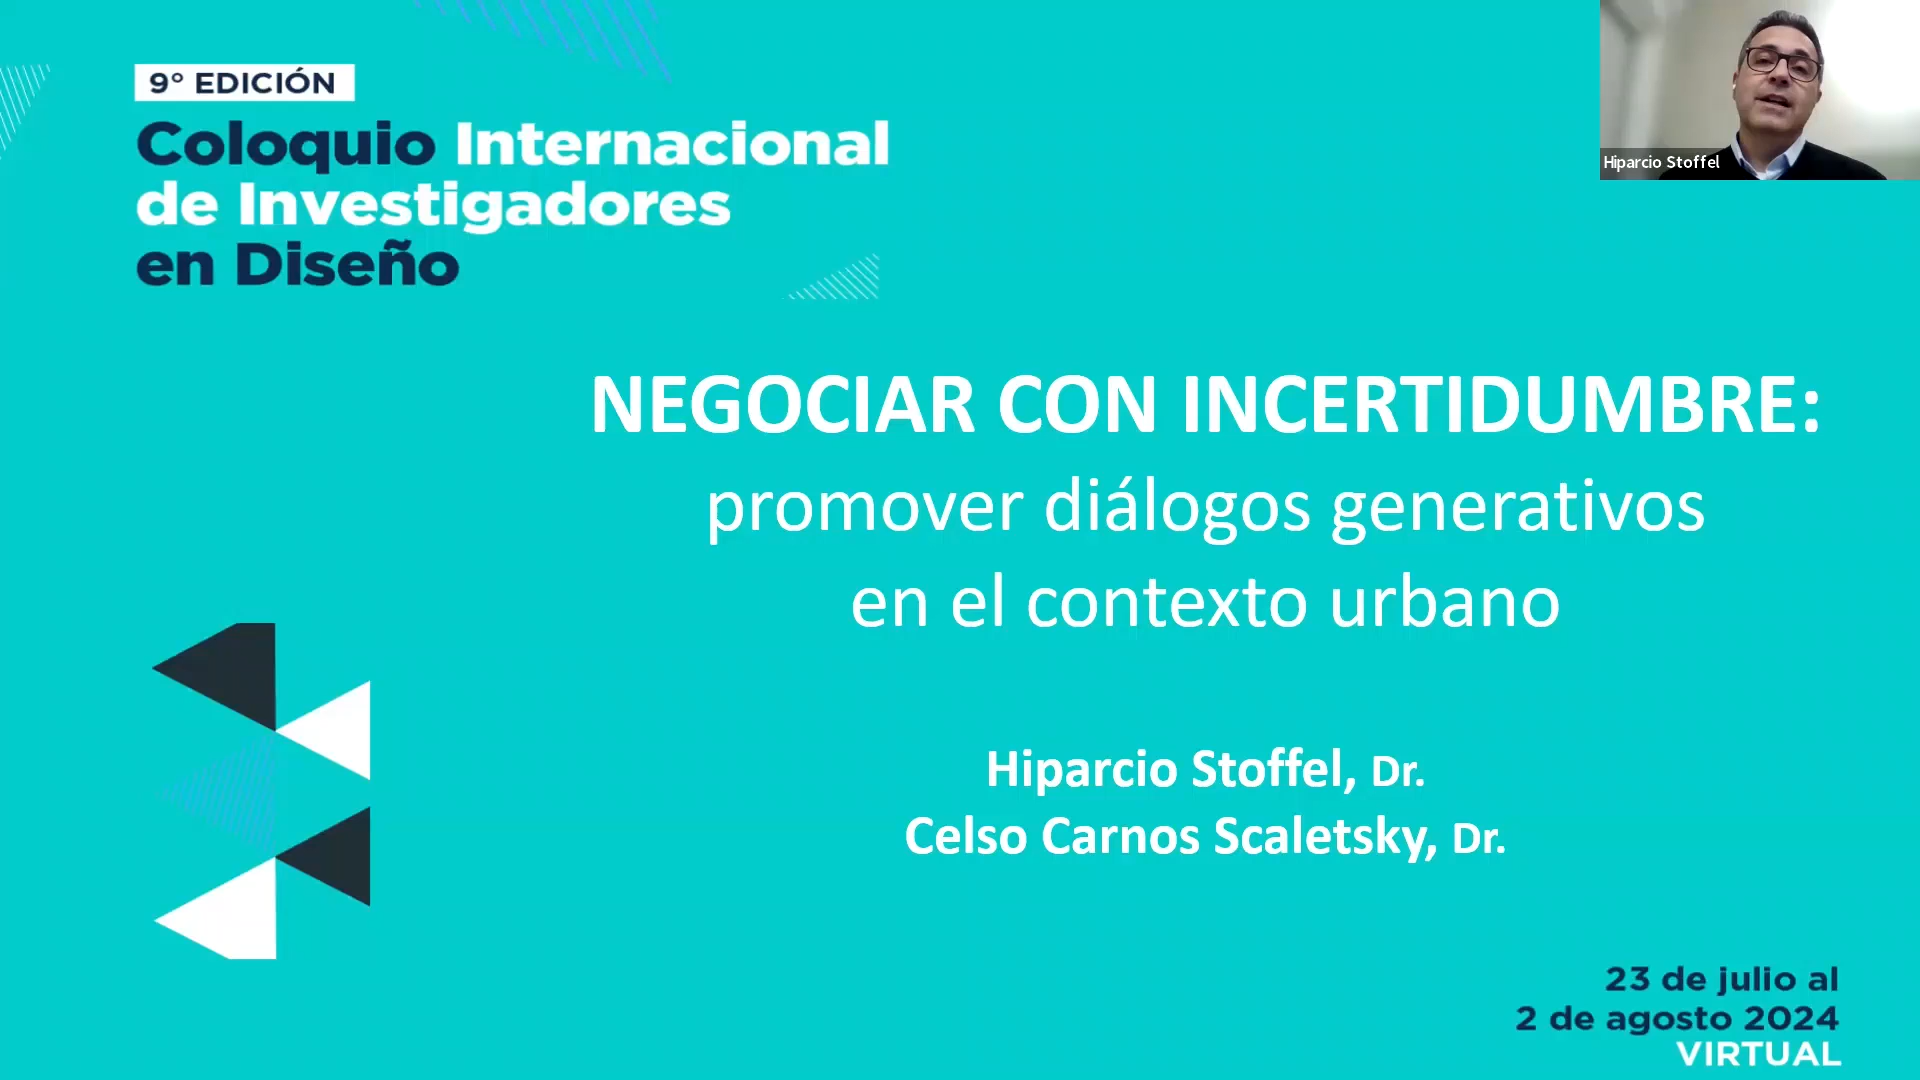 9° EDICIÓN
Coloquio Internacional
de Investigadores
en Diseño
Hiparcio Stoffel
NEGOCIAR CON INCERTIDUMBRE:
promover diálogos generativos
en el contexto urbano
Hiparcio Stoffel, Dr.
Celso Carnos Scaletsky, Dr.
23 de julio al
2 de agosto 2024
VIRTUAL